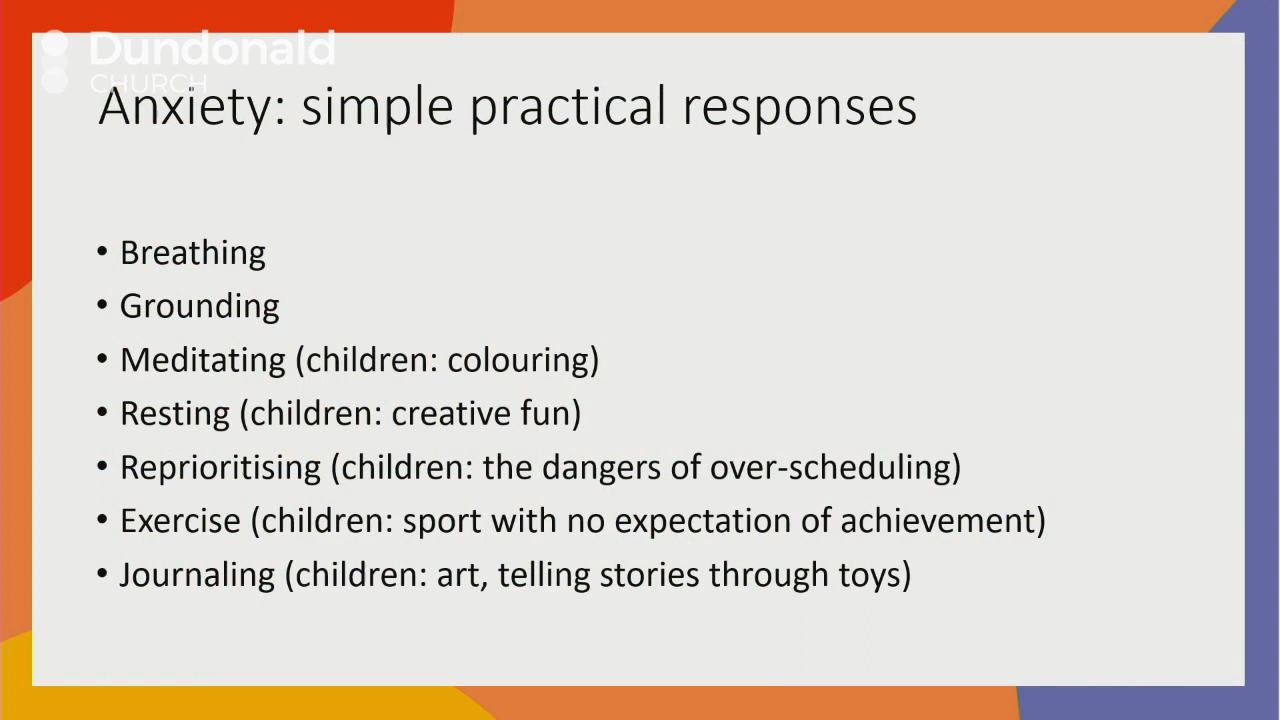 Dundonald
CHURCH
Anxiety: simple practical responses
• Breathing
• Grounding
• Meditating (children: colouring)
• Resting (children: creative fun)
• Reprioritising (children: the dangers of over-scheduling)
• Exercise (children: sport with no expectation of achievement)
• Journaling (children: art, telling stories through toys)